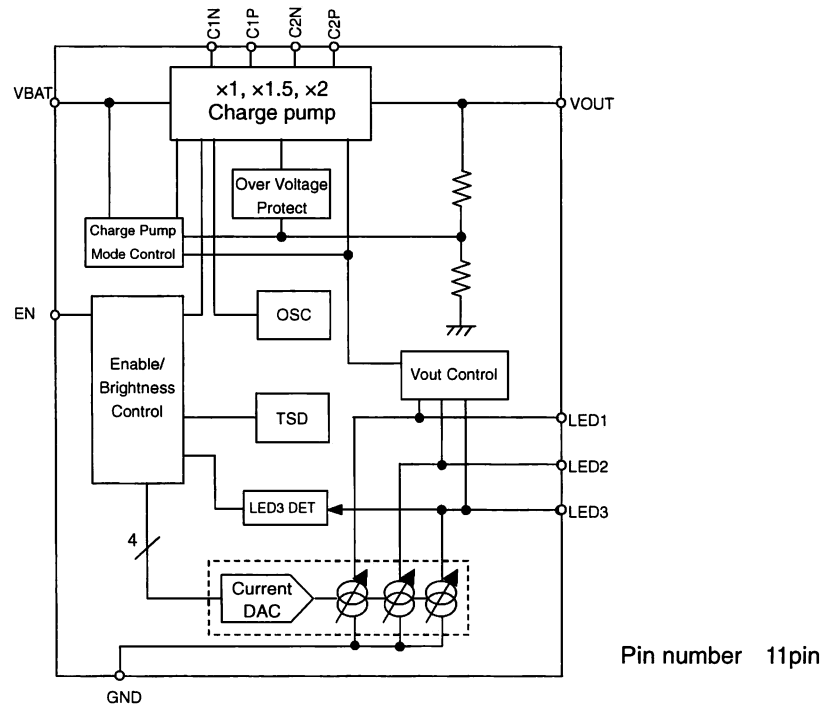 C1N
C1P
C2N
C2P
VBAT
×1, ×1.5, ×2
Charge pump
VOUT
Over Voltage
Protect
Charge Pump
Mode Control
EN
OSC
Enable/
Brightness
Control
Vout Control
TSD
LED1
LED2
LED3 DET
LED3
4
Current
DAC
GND
Pin number 11pin